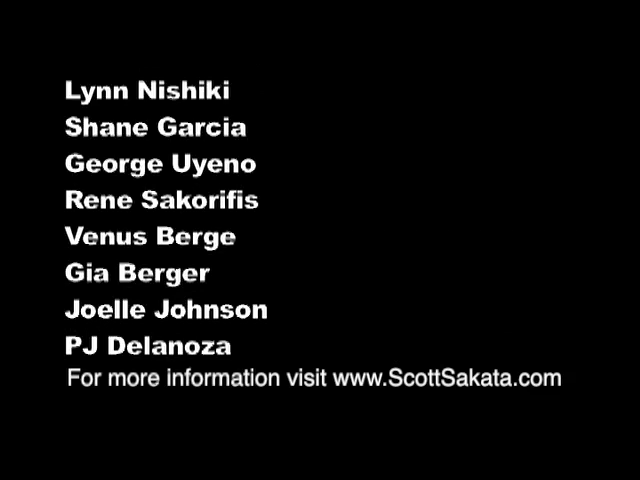 Lynn Nishiki
Shane Garcia
George Uyeno
Rene Sakorifis
Venus Berge
Gia Berger
Joelle Johnson
PJ Delanoza
For more information visit www.ScottSakata.com